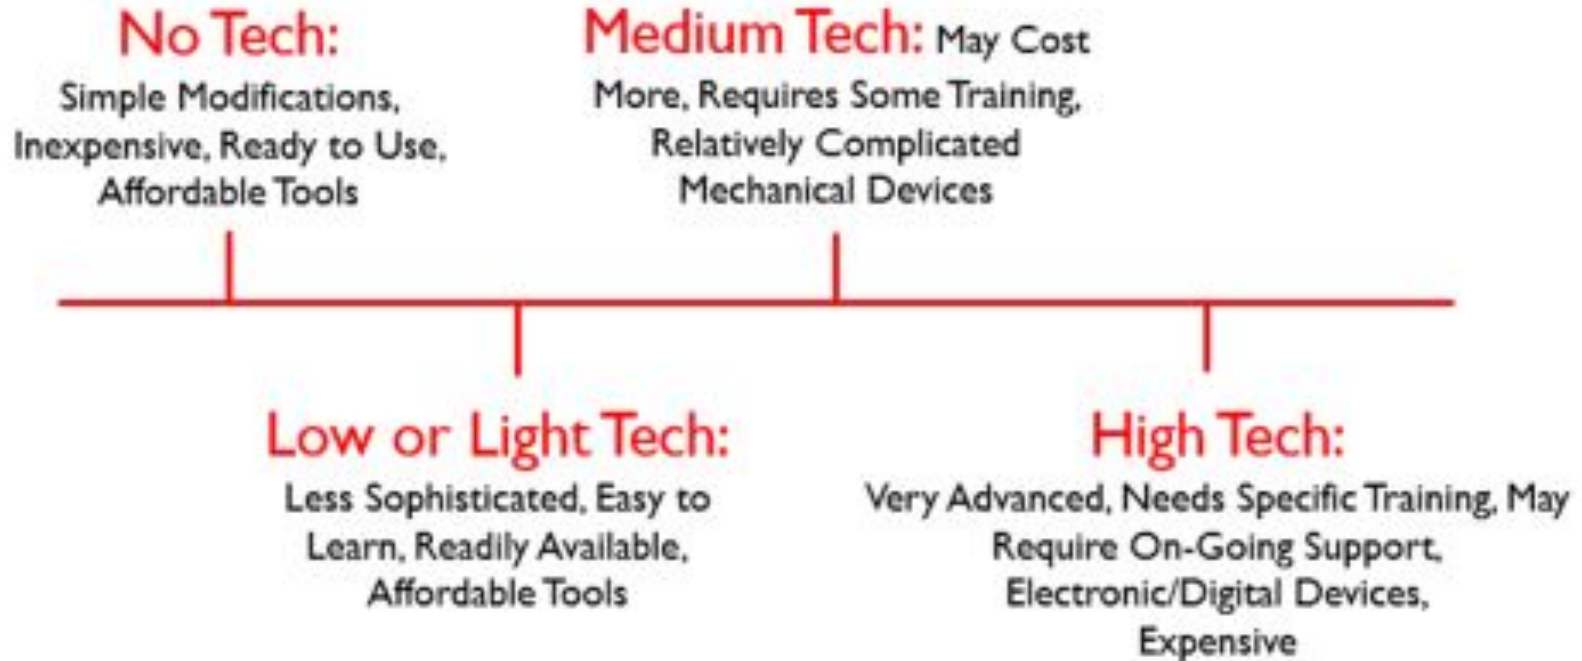 No Tech:
Simple Modifications,
Inexpensive, Ready to Use,
Affordable Tools
Medium Tech: May Cost
More, Requires Some Training,
Relatively Complicated
Mechanical Devices
Low or Light Tech:
Less Sophisticated, Easy to
Learn, Readily Available,
Affordable Tools
High Tech:
Very Advanced, Needs Specific Training, May
Require On-Going Support,
Electronic/Digital Devices,
Expensive